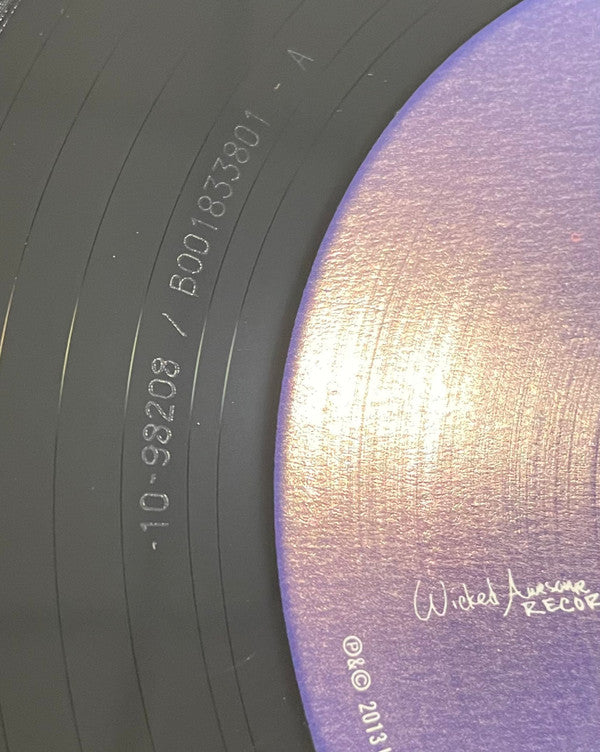 -10-98208 / B001833801 - A
Wicked Awesome
RECOR
℗&© 2013